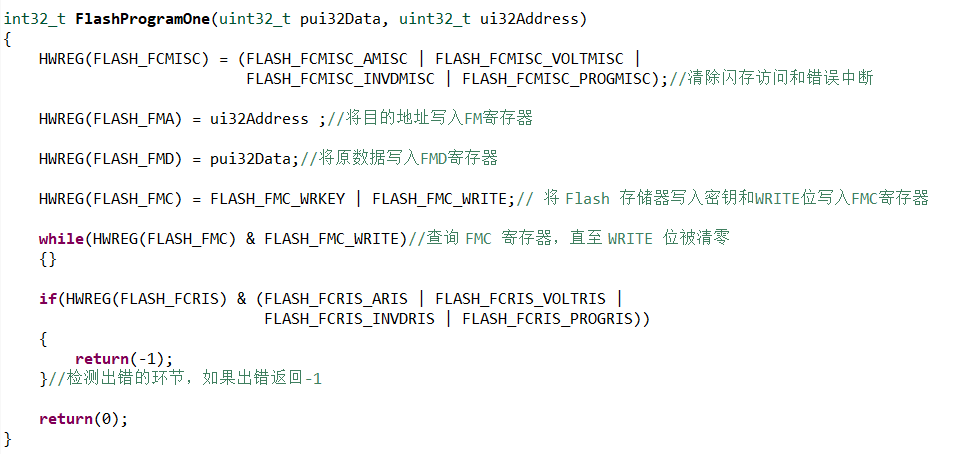 int32_t FlashProgramOne(uint32_t pui32Data, uint32_t ui32Address)
{
    HWREG(FLASH_FCMISC) = (FLASH_FCMISC_AMISC | FLASH_FCMISC_VOLTMISC |
                           FLASH_FCMISC_INVDMISC | FLASH_FCMISC_PROGMISC);//清除闪存访问和错误中断
    HWREG(FLASH_FMA) = ui32Address ;//将目的地址写入FM寄存器
    HWREG(FLASH_FMD) = pui32Data;//将原数据写入FMD寄存器
    HWREG(FLASH_FMC) = FLASH_FMC_WRKEY | FLASH_FMC_WRITE;// 将 Flash 存储器写入密钥和WRITE位写入FMC寄存器
    while(HWREG(FLASH_FMC) & FLASH_FMC_WRITE)//查询 FMC 寄存器，直至 WRITE 位被清零
    {}
    if(HWREG(FLASH_FCRIS) & (FLASH_FCRIS_ARIS | FLASH_FCRIS_VOLTRIS |
                             FLASH_FCRIS_INVDRIS | FLASH_FCRIS_PROGRIS))
    {
        return(-1);
    }//检测出错的环节，如果出错返回-1
    return(0);
}